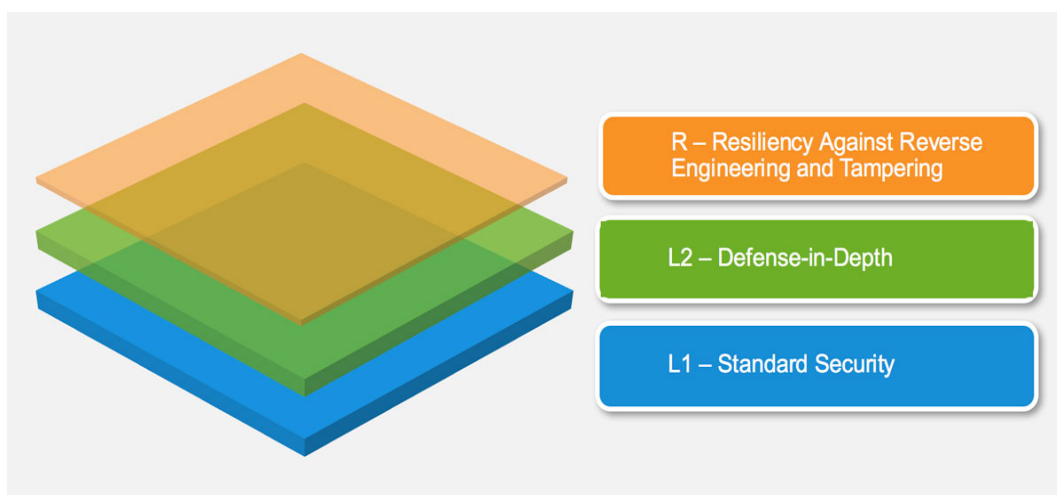 R – Resiliency Against Reverse
Engineering and Tampering
L2 – Defense-in-Depth
L1 – Standard Security